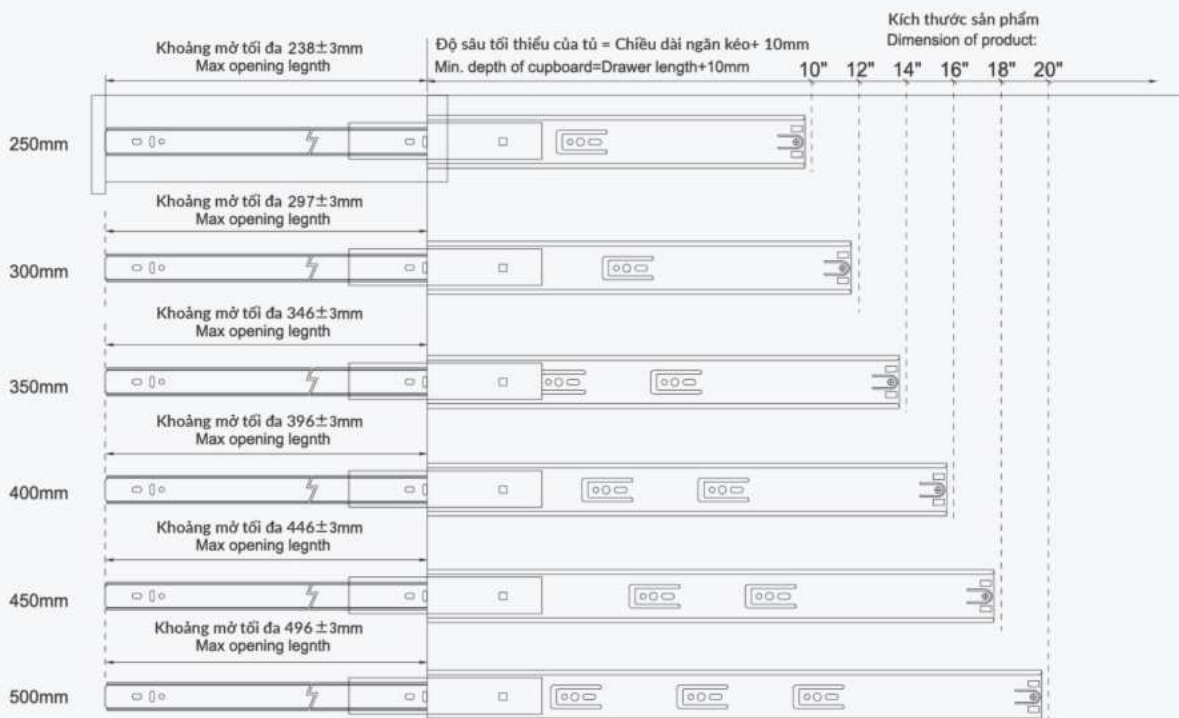 Kích thước sản phẩm
Dimension of product:
Khoảng mở tối đa 238±3mm
Max opening legnth
Độ sâu tối thiểu của tủ = Chiều dài ngăn kéo+ 10mm
Min. depth of cupboard=Drawer length+10mm
10" 12" 14" 16" 18" 20"
250mm
Khoảng mở tối đa 297±3mm
Max opening legnth
300mm
Khoảng mở tối đa 346±3mm
Max opening legnth
350mm
Khoảng mở tối đa 396±3mm
Max opening legnth
400mm
Khoảng mở tối đa 446±3mm
Max opening legnth
450mm
Khoảng mở tối đa 496±3mm
Max opening legnth
500mm